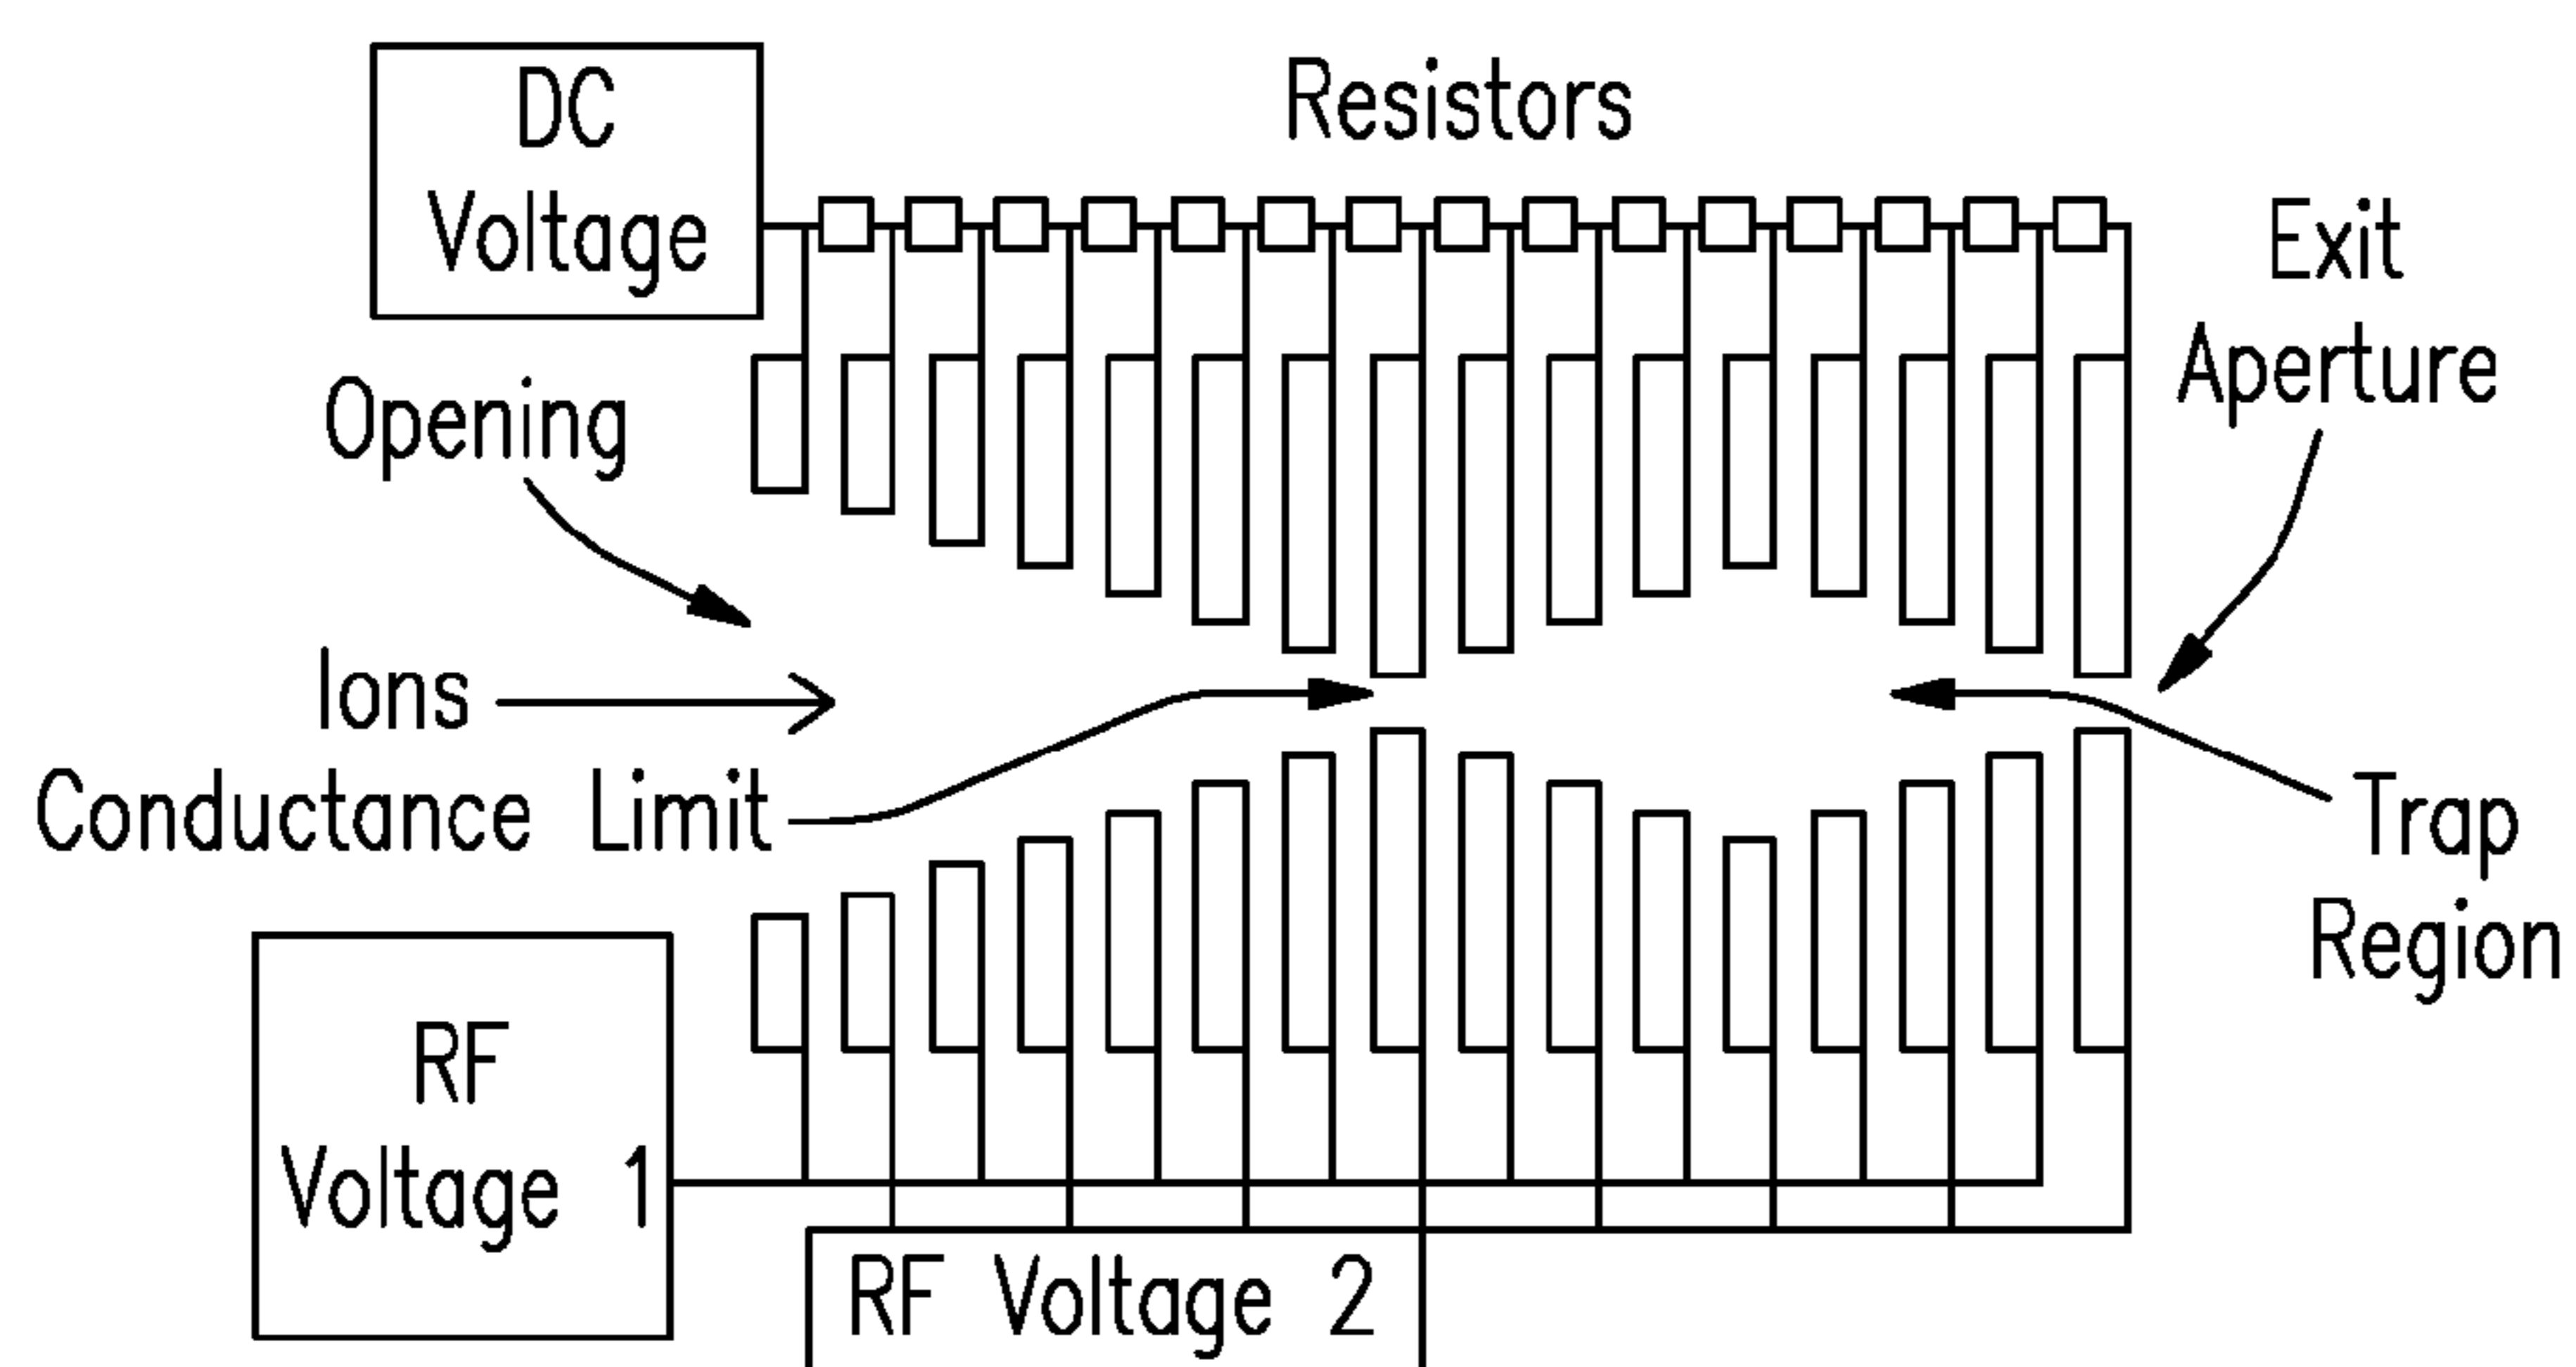 DC
Voltage
Resistors
Exit
Aperture
Opening
Ions
Conductance Limit
Trap
Region
RF
Voltage 1
RF Voltage 2